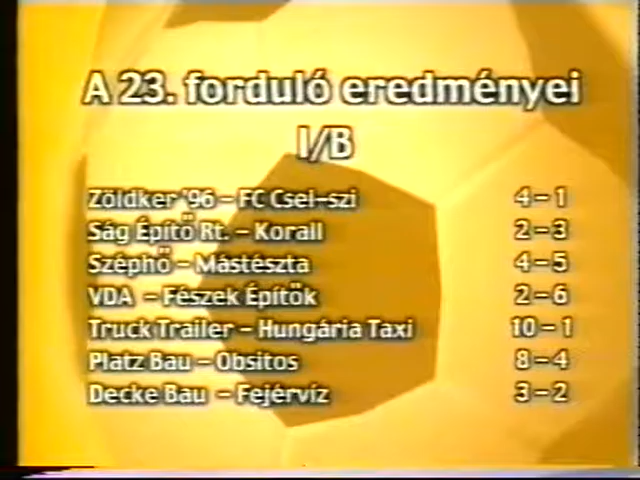 A 23. forduló eredményei
I/B
Zöldker '96 – FC Csel-szi 4 – 1
Ság Építő Rt. – Korall 2 – 3
Széphő – Mástészta 4 – 5
VDA – Fészek Építők 2 – 6
Truck Trailer – Hungária Taxi 10 – 1
Platz Bau – Obsitos 8 – 4
Decke Bau – Fejérvíz 3 – 2